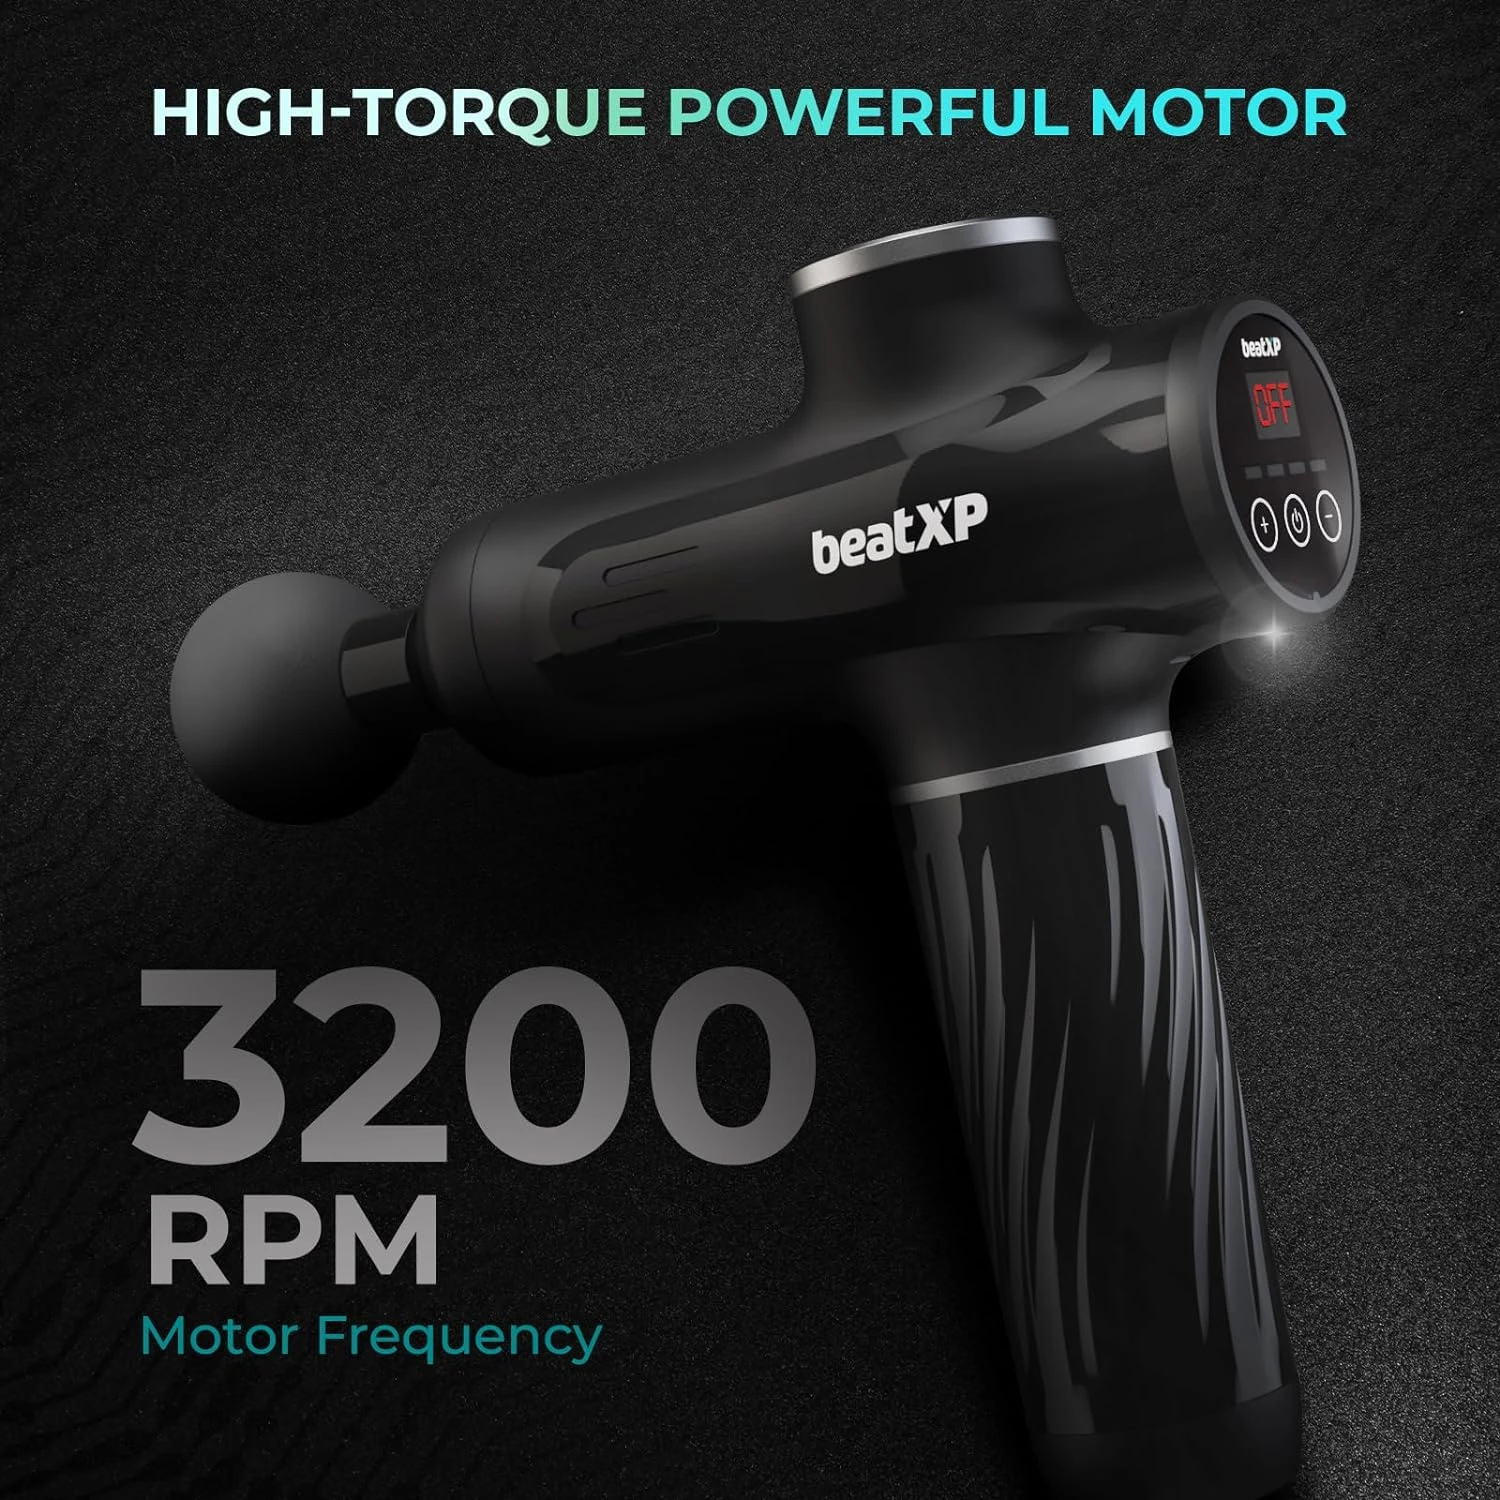 HIGH-TORQUE POWERFUL MOTOR
beatXP
OFF
beatXP
3200
RPM
Motor Frequency